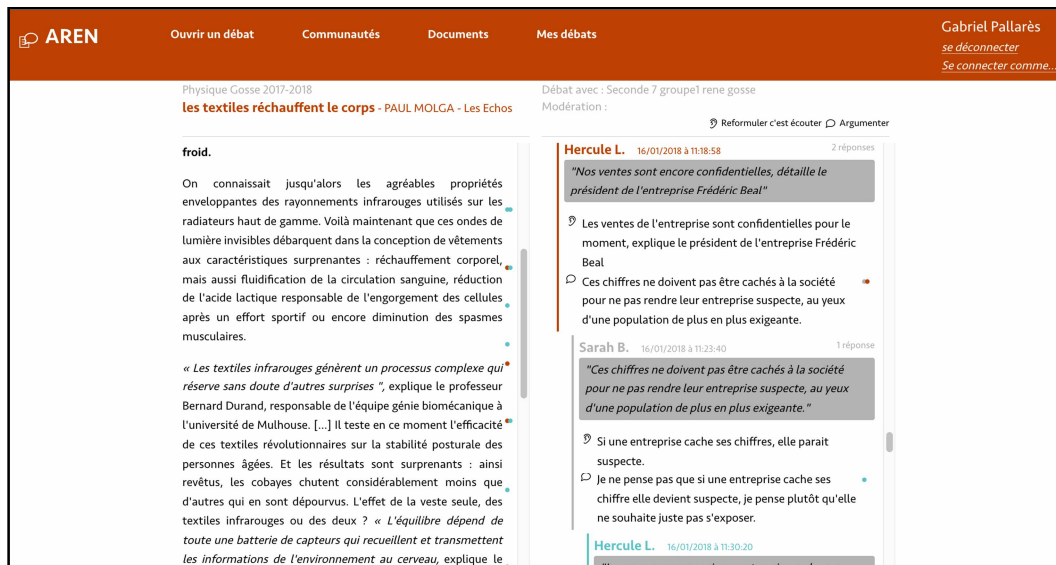 AREN
Ouvrir un débat
Communautés
Documents
Mes débats
Gabriel Pallarès
se déconnecter
Se connecter comme...
Physique Gosse 2017-2018
les textiles réchauffent le corps - PAUL MOLGA - Les Echos
froid.
On connaissait jusqu'alors les agréables propriétés
enveloppantes des rayonnements infrarouges utilisés sur les
radiateurs haut de gamme. Voilà maintenant que ces ondes de
lumière invisibles débarquent dans la conception de vêtements
aux caractéristiques surprenantes : réchauffement corporel,
mais aussi fluidification de la circulation sanguine, réduction
de l'acide lactique responsable de l'engorgement des cellules
après un effort sportif ou encore diminution des spasmes
musculaires.
« Les textiles infrarouges génèrent un processus complexe qui
réserve sans doute d'autres surprises ", explique le professeur
Bernard Durand, responsable de l'équipe génie biomécanique à
l'université de Mulhouse. [...] Il teste en ce moment l'efficacité
de ces textiles révolutionnaires sur la stabilité posturale des
personnes âgées. Et les résultats sont surprenants : ainsi
revêtus, les cobayes chutent considérablement moins que
d'autres qui en sont dépourvus. L'effet de la veste seule, des
textiles infrarouges ou des deux ? « L'équilibre dépend de
toute une batterie de capteurs qui recueillent et transmettent
les informations de l'environnement au cerveau, explique le
Débat avec : Seconde 7 groupe1 rene gosse
Modération :
Reformuler c'est écouter Argumenter
Hercule L. 16/01/2018 à 11:18:58 2 réponses
"Nos ventes sont encore confidentielles, détaille le
président de l'entreprise Frédéric Beal"
Les ventes de l'entreprise sont confidentielles pour le
moment, explique le président de l'entreprise Frédéric
Beal
Ces chiffres ne doivent pas être cachés à la société
pour ne pas rendre leur entreprise suspecte, au yeux
d'une population de plus en plus exigeante.
Sarah B. 16/01/2018 à 11:23:40 1 réponse
"Ces chiffres ne doivent pas être cachés à la société
pour ne pas rendre leur entreprise suspecte, au yeux
d'une population de plus en plus exigeante."
Si une entreprise cache ses chiffres, elle parait
suspecte.
Je ne pense pas que si une entreprise cache ses
chiffre elle devient suspecte, je pense plutôt qu'elle
ne souhaite juste pas s'exposer.
Hercule L. 16/01/2018 à 11:30:20